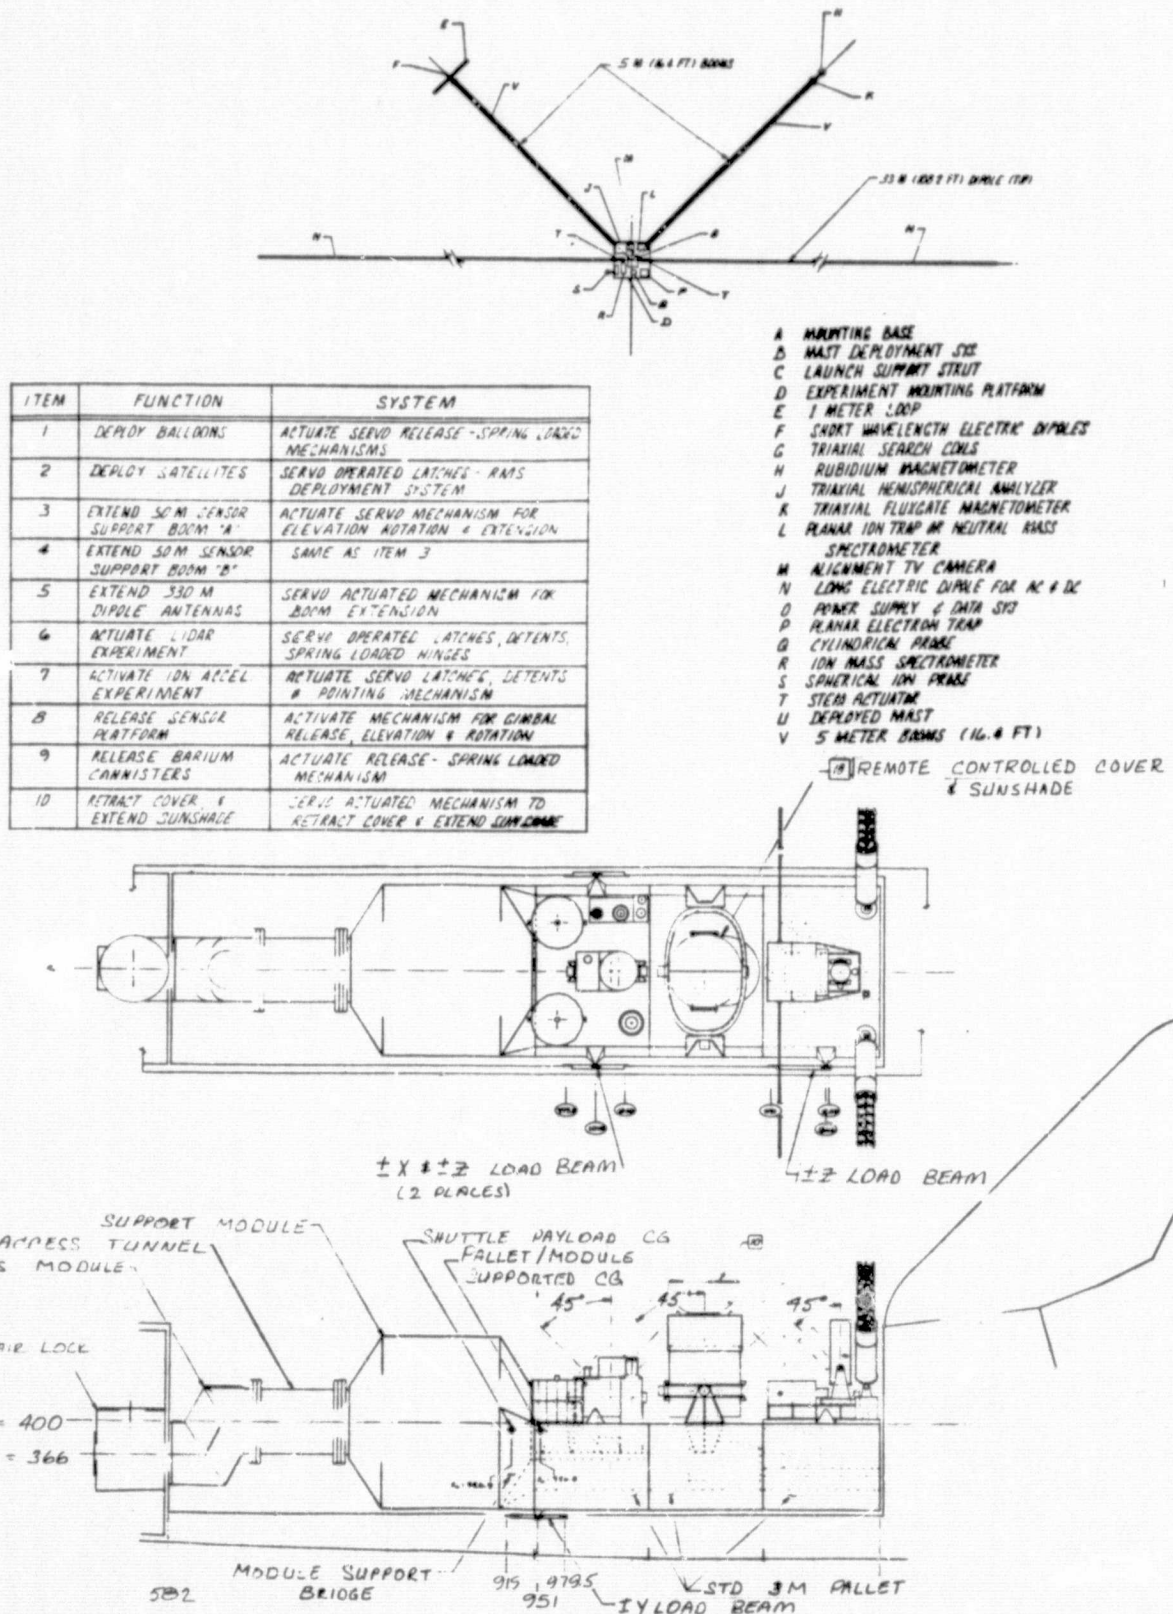 E
H
F
5 M (16.4 FT) BOOMS
V
K
V
M
33 M (108.2 FT) DIPOLE (TYP)
J
L
N
T
B
N
S
P
T
R
Q
D
A MOUNTING BASE
B MAST DEPLOYMENT SYS
C LAUNCH SUPPORT STRUT
D EXPERIMENT MOUNTING PLATFORM
E 1 METER LOOP
F SHORT WAVELENGTH ELECTRIC DIPOLES
G TRIAXIAL SEARCH COILS
H RUBIDIUM MAGNETOMETER
J TRIAXIAL HEMISPHERICAL ANALYZER
K TRIAXIAL FLUXGATE MAGNETOMETER
L PLANAR ION TRAP OR NEUTRAL MASS
SPECTROMETER
M ALIGNMENT TV CAMERA
N LONG ELECTRIC DIPOLE FOR AC & DC
O POWER SUPPLY & DATA SYS
P PLANAR ELECTRON TRAP
Q CYLINDRICAL PROBE
R ION MASS SPECTROMETER
S SPHERICAL ION PROBE
T STEM ACTUATOR
U DEPLOYED MAST
V 5 METER BOOMS (16.4 FT)
ITEM FUNCTION SYSTEM
1 DEPLOY BALLOONS ACTUATE SERVO RELEASE - SPRING LOADED
MECHANISMS
2 DEPLOY SATELLITES SERVO OPERATED LATCHES - RMS
DEPLOYMENT SYSTEM
3 EXTEND 50M SENSOR ACTUATE SERVO MECHANISM FOR
SUPPORT BOOM "A" ELEVATION ROTATION & EXTENSION
4 EXTEND 50M SENSOR SAME AS ITEM 3
SUPPORT BOOM "B"
5 EXTEND 330 M SERVO ACTUATED MECHANISM FOR
DIPOLE ANTENNAS BOOM EXTENSION
6 ACTUATE LIDAR SERVO OPERATED LATCHES, DETENTS,
EXPERIMENT SPRING LOADED HINGES
7 ACTIVATE ION ACCEL ACTUATE SERVO LATCHES, DETENTS
EXPERIMENT & POINTING MECHANISM
8 RELEASE SENSOR ACTIVATE MECHANISM FOR GIMBAL
PLATFORM RELEASE, ELEVATION & ROTATION
9 RELEASE BARIUM ACTUATE RELEASE - SPRING LOADED
CANNISTERS MECHANISM
10 RETRACT COVER & SERVO ACTUATED MECHANISM TO
EXTEND SUNSHADE RETRACT COVER & EXTEND SUNSHADE
REMOTE CONTROLLED COVER
& SUNSHADE
±X & ±Z LOAD BEAM
(2 PLACES)
±Z LOAD BEAM
SUPPORT MODULE
ACCESS TUNNEL
S MODULE
SHUTTLE PAYLOAD CG
PALLET/MODULE
SUPPORTED CG
45° 45° 45°
AIR LOCK
= 400
= 366
MODULE SUPPORT
BRIDGE
582
919 979.5
951
STD 3M PALLET
±Y LOAD BEAM